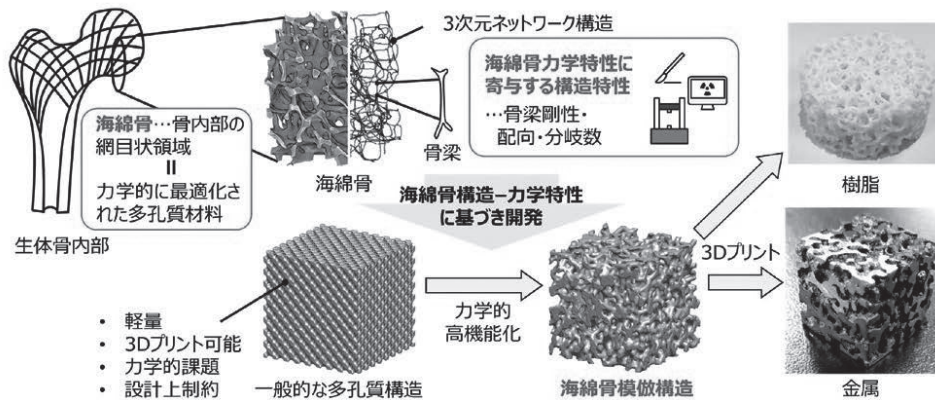 3次元ネットワーク構造
海綿骨力学特性に
寄与する構造特性
…骨梁剛性・
配向・分岐数
海綿骨…骨内部の
網目状領域
=
力学的に最適化さ
れた多孔質材料
骨梁
海綿骨
樹脂
生体骨内部
海綿骨構造−力学特性
に基づき開発
3Dプリント
力学的
高機能化
• 軽量
• 3Dプリント可能
• 力学的課題
• 設計上制約
一般的な多孔質構造
海綿骨模倣構造
金属